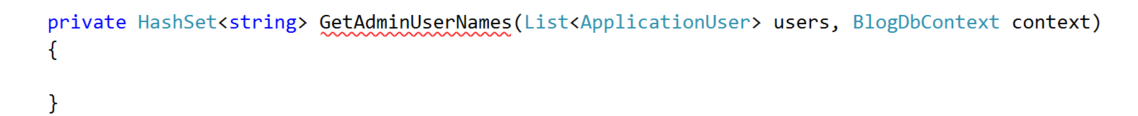 private HashSet<string> GetAdminUserNames(List<ApplicationUser> users, BlogDbContext context)
{
}